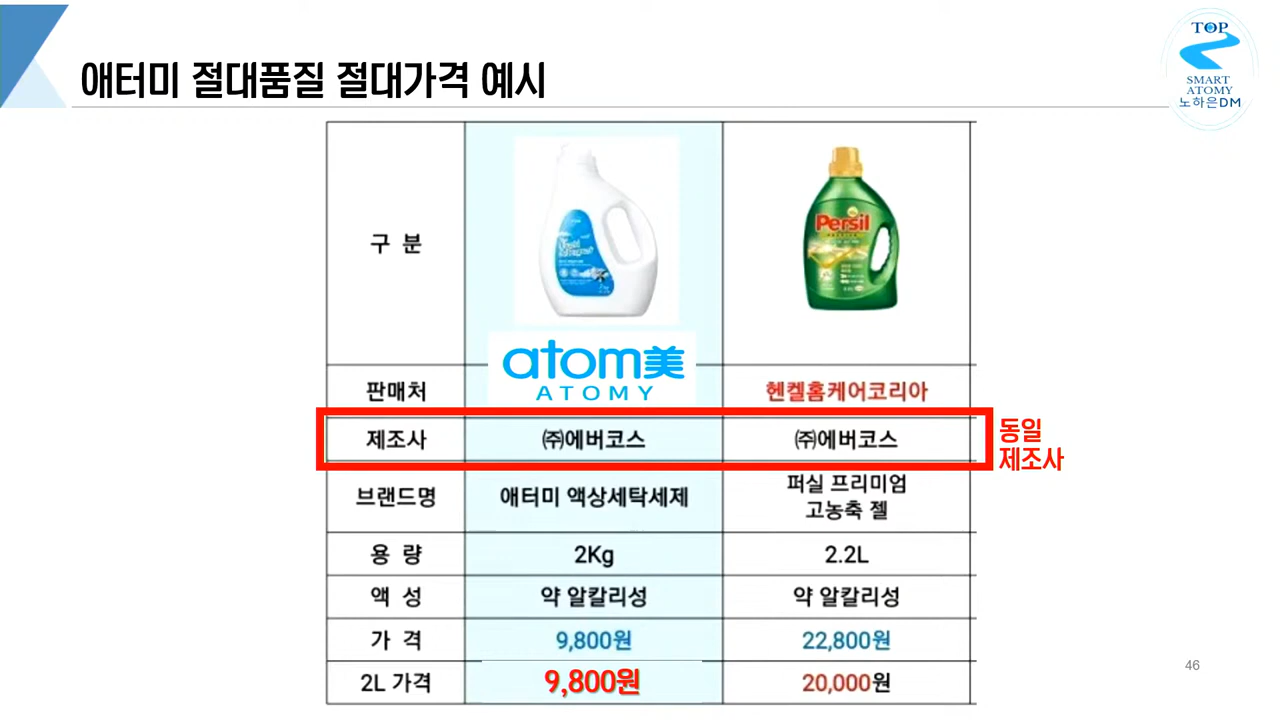 애터미 절대품질 절대가격 예시
TOP
SMART
ATOMY
노하은DM
구 분
Persil
atom美
ATOMY
판매처
헨켈홈케어코리아
제조사
㈜에버코스
㈜에버코스
동일
제조사
브랜드명
애터미 액상세탁세제
퍼실 프리미엄
고농축 젤
용 량
2Kg
2.2L
액 성
약 알칼리성
약 알칼리성
가 격
9,800원
22,800원
2L 가격
9,800원
20,000원
46